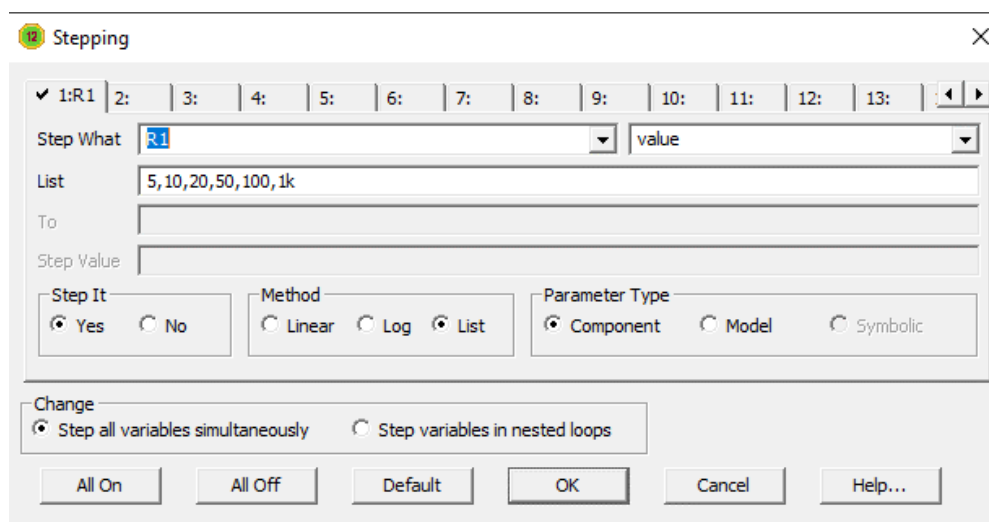 12 Stepping
1:R1 2: 3: 4: 5: 6: 7: 8: 9: 10: 11: 12: 13:
Step What R1 value
List 5,10,20,50,100,1k
To
Step Value
Step It Method Parameter Type
Yes No Linear Log List Component Model Symbolic
Change
Step all variables simultaneously Step variables in nested loops
All On All Off Default OK Cancel Help...